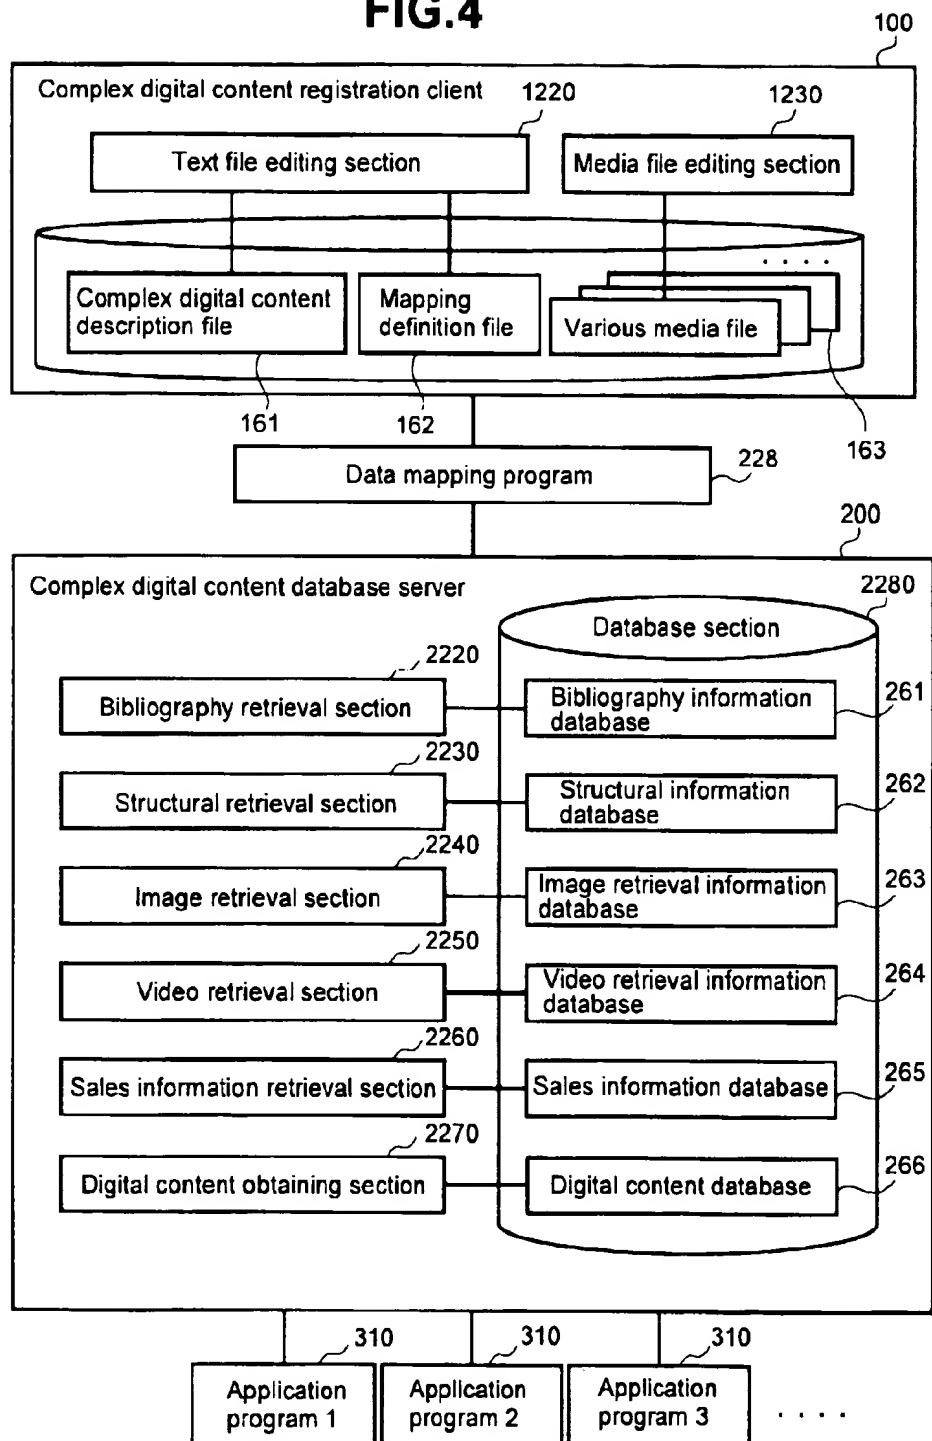 FIG.4
100
Complex digital content registration client
1220
1230
Text file editing section
Media file editing section
. . . .
Complex digital content
description file
Mapping
definition file
Various media file
161
162
163
Data mapping program
228
200
Complex digital content database server
2280
Database section
2220
Bibliography retrieval section
Bibliography information
database
261
2230
Structural retrieval section
Structural information
database
262
2240
Image retrieval section
Image retrieval information
database
263
2250
Video retrieval section
Video retrieval information
database
264
2260
Sales information retrieval section
Sales information database
265
2270
Digital content obtaining section
Digital content database
266
310
310
310
Application
program 1
Application
program 2
Application
program 3
. . . .